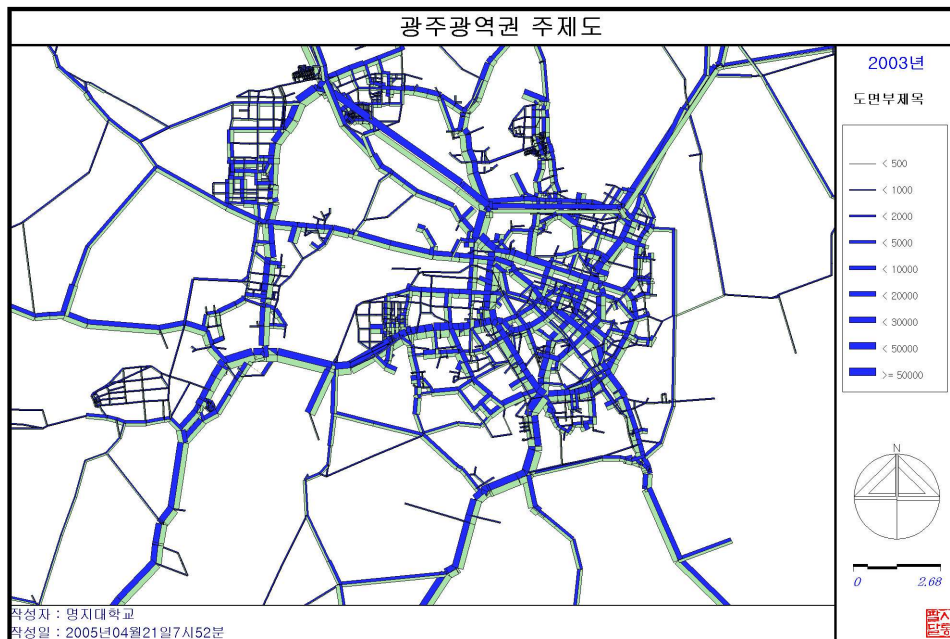 광주광역권 주제도
2003년
도면부제목
< 500
< 1000
< 2000
< 5000
< 10000
< 20000
< 30000
< 50000
>= 50000
N
0 2.68
작성자 : 명지대학교
작성일 : 2005년04월21일7시52분